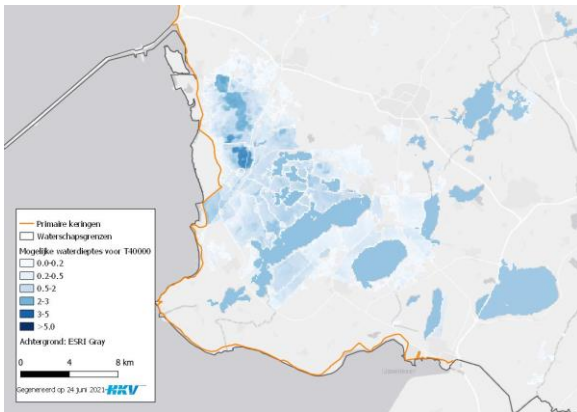 Primaire keringen
Waterschapsgrenzen
Mogelijke waterdieptes voor T40000
0.0-0.2
0.2-0.5
0.5-2
2-3
3-5
>5.0
Achtergrond: ESRI Gray
0 4 8 km
Gegenereerd op 24 juni 2021 HKV